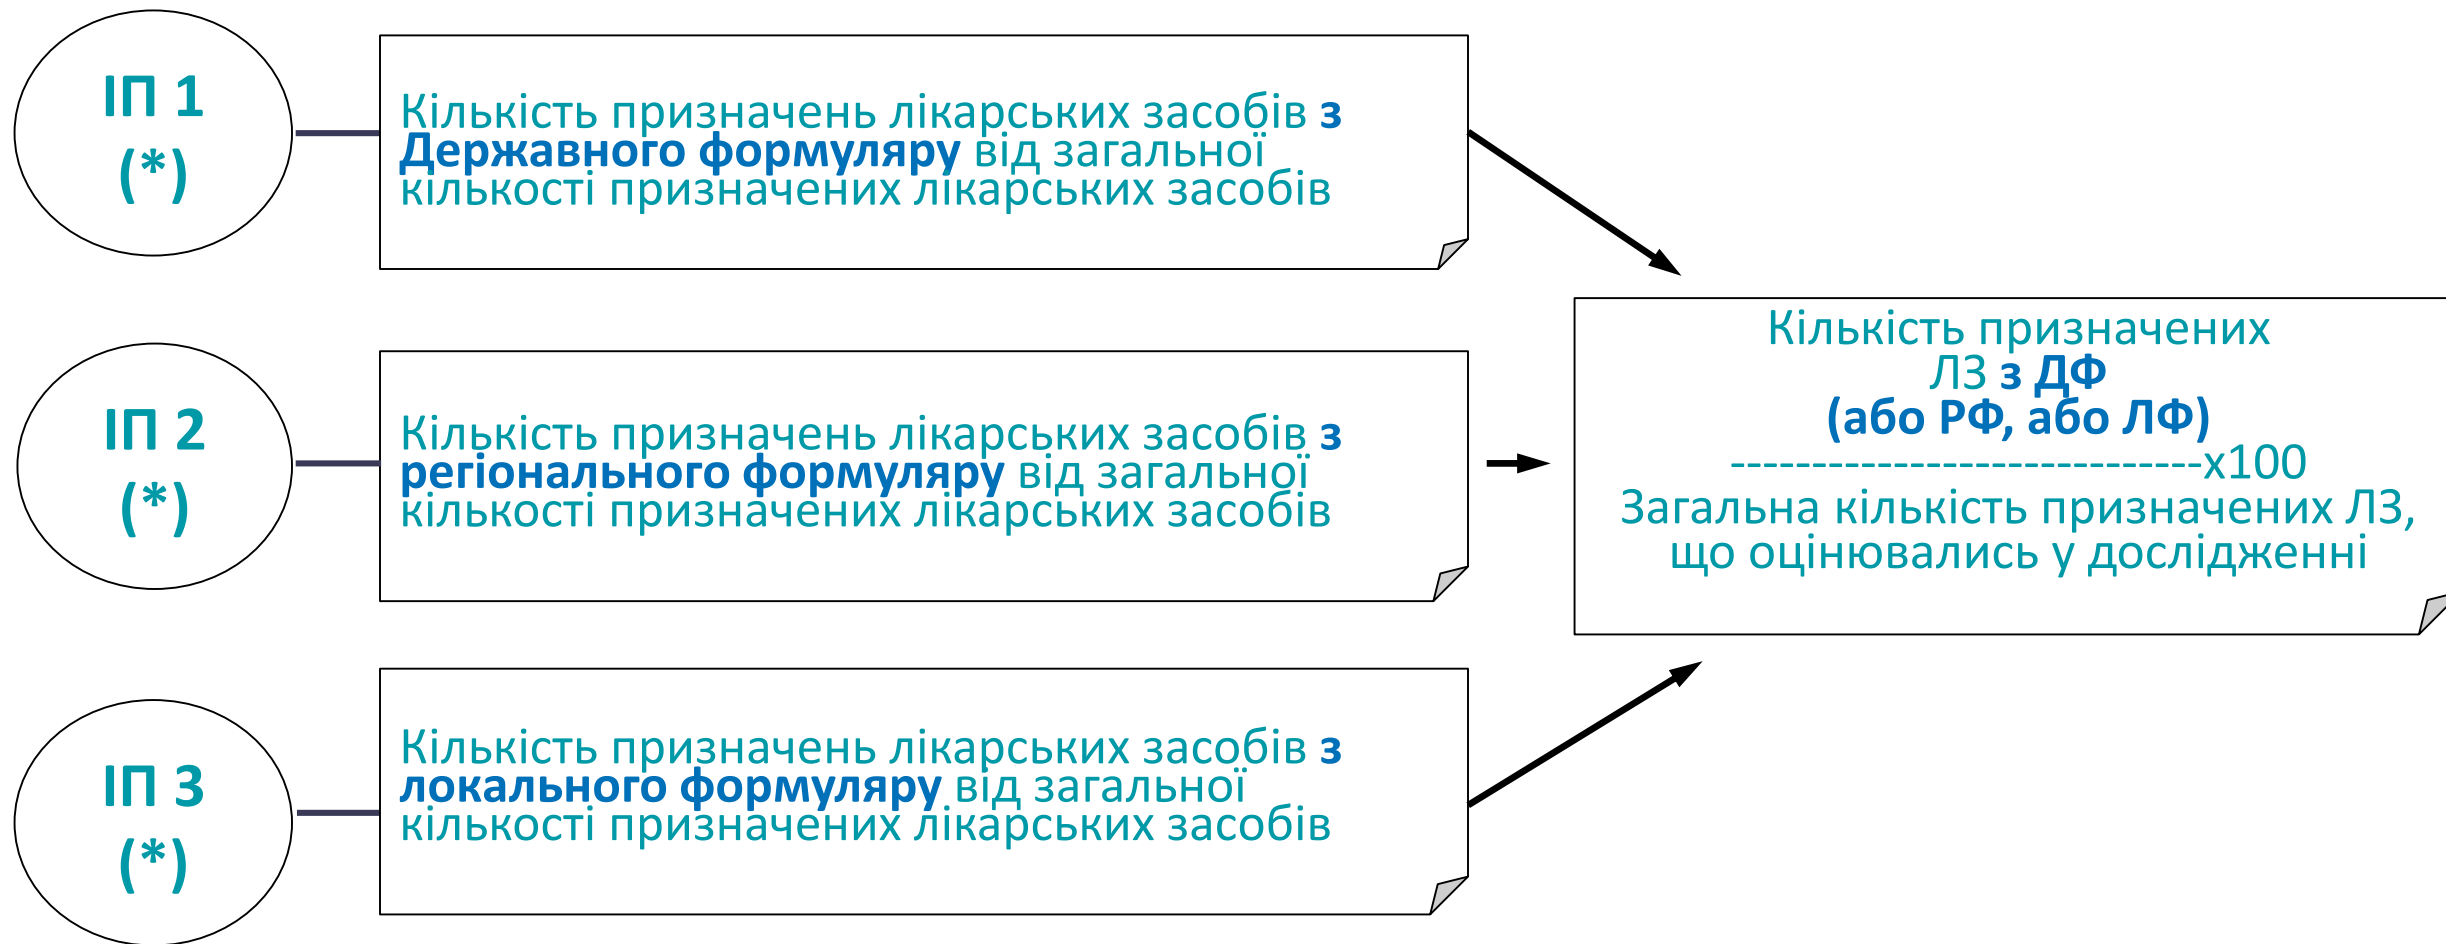 ІП 1
(*)
Кількість призначень лікарських засобів з
Державного формуляру від загальної
кількості призначених лікарських засобів
ІП 2
(*)
Кількість призначень лікарських засобів з
регіонального формуляру від загальної
кількості призначених лікарських засобів
ІП 3
(*)
Кількість призначень лікарських засобів з
локального формуляру від загальної
кількості призначених лікарських засобів
Кількість призначених
ЛЗ з ДФ
(або РФ, або ЛФ)
-----------------------------х100
Загальна кількість призначених ЛЗ,
що оцінювались у дослідженні